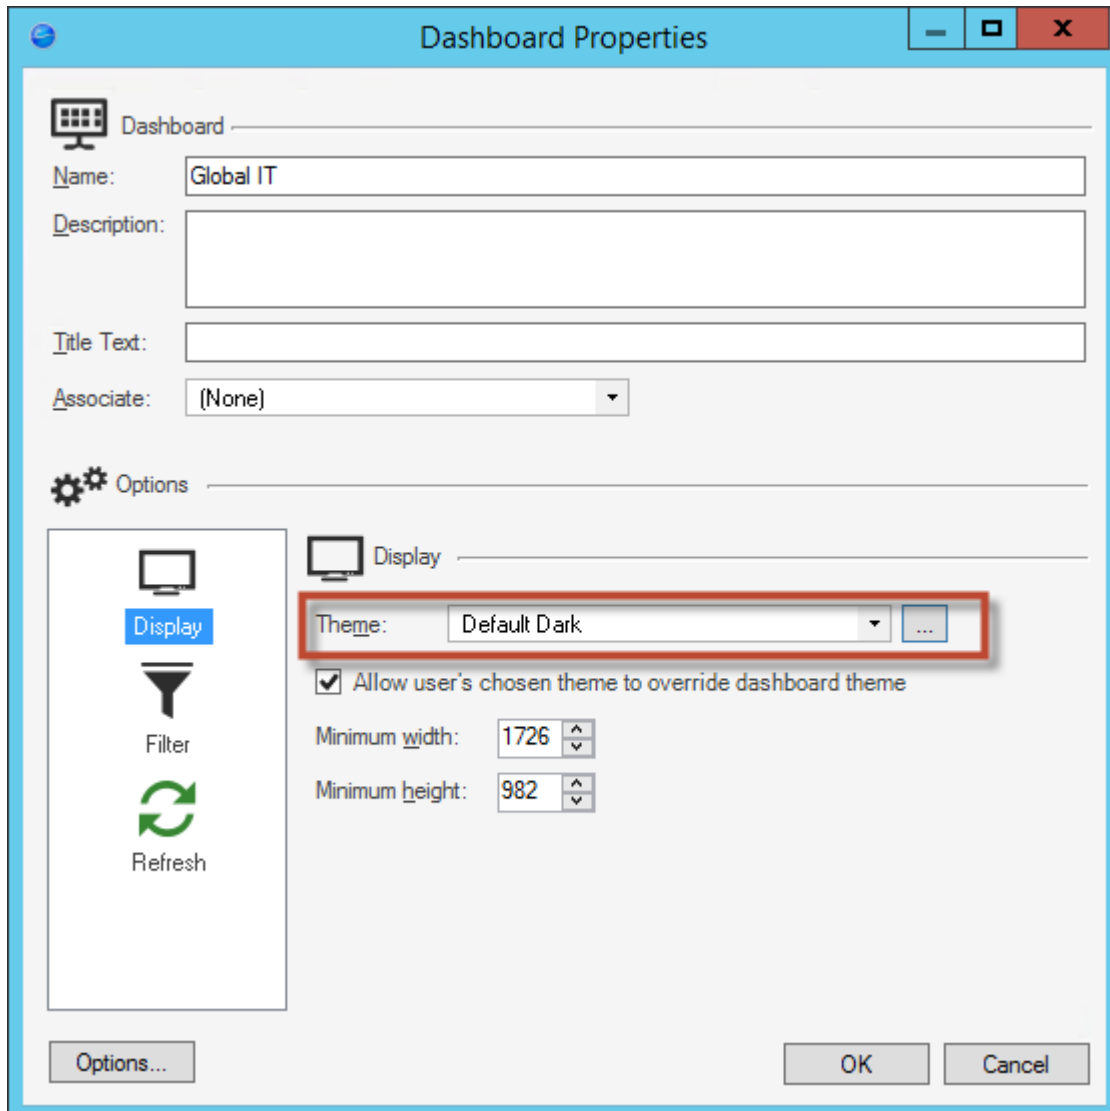 Dashboard Properties
Dashboard
Name: Global IT
Description:
Title Text:
Associate: (None)
Options
Display
Filter
Refresh
Display
Theme: Default Dark ...
Allow user's chosen theme to override dashboard theme
Minimum width: 1726
Minimum height: 982
Options... OK Cancel